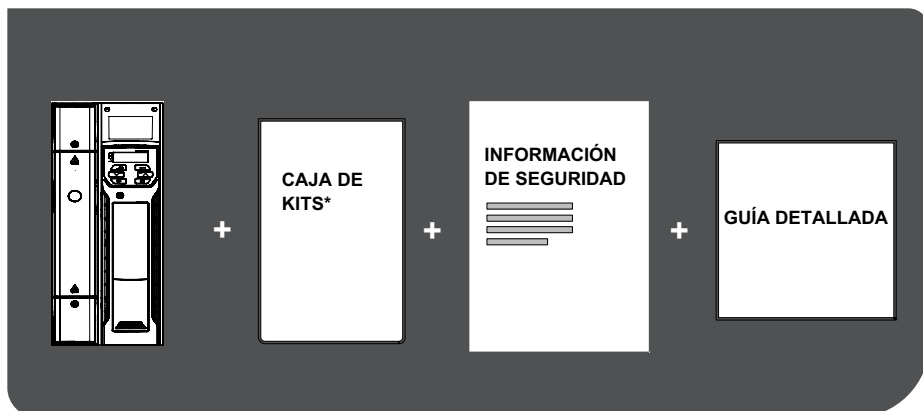 CAJA DE
KITS*
INFORMACIÓN
DE SEGURIDAD
GUÍA DETALLADA
+
+
+